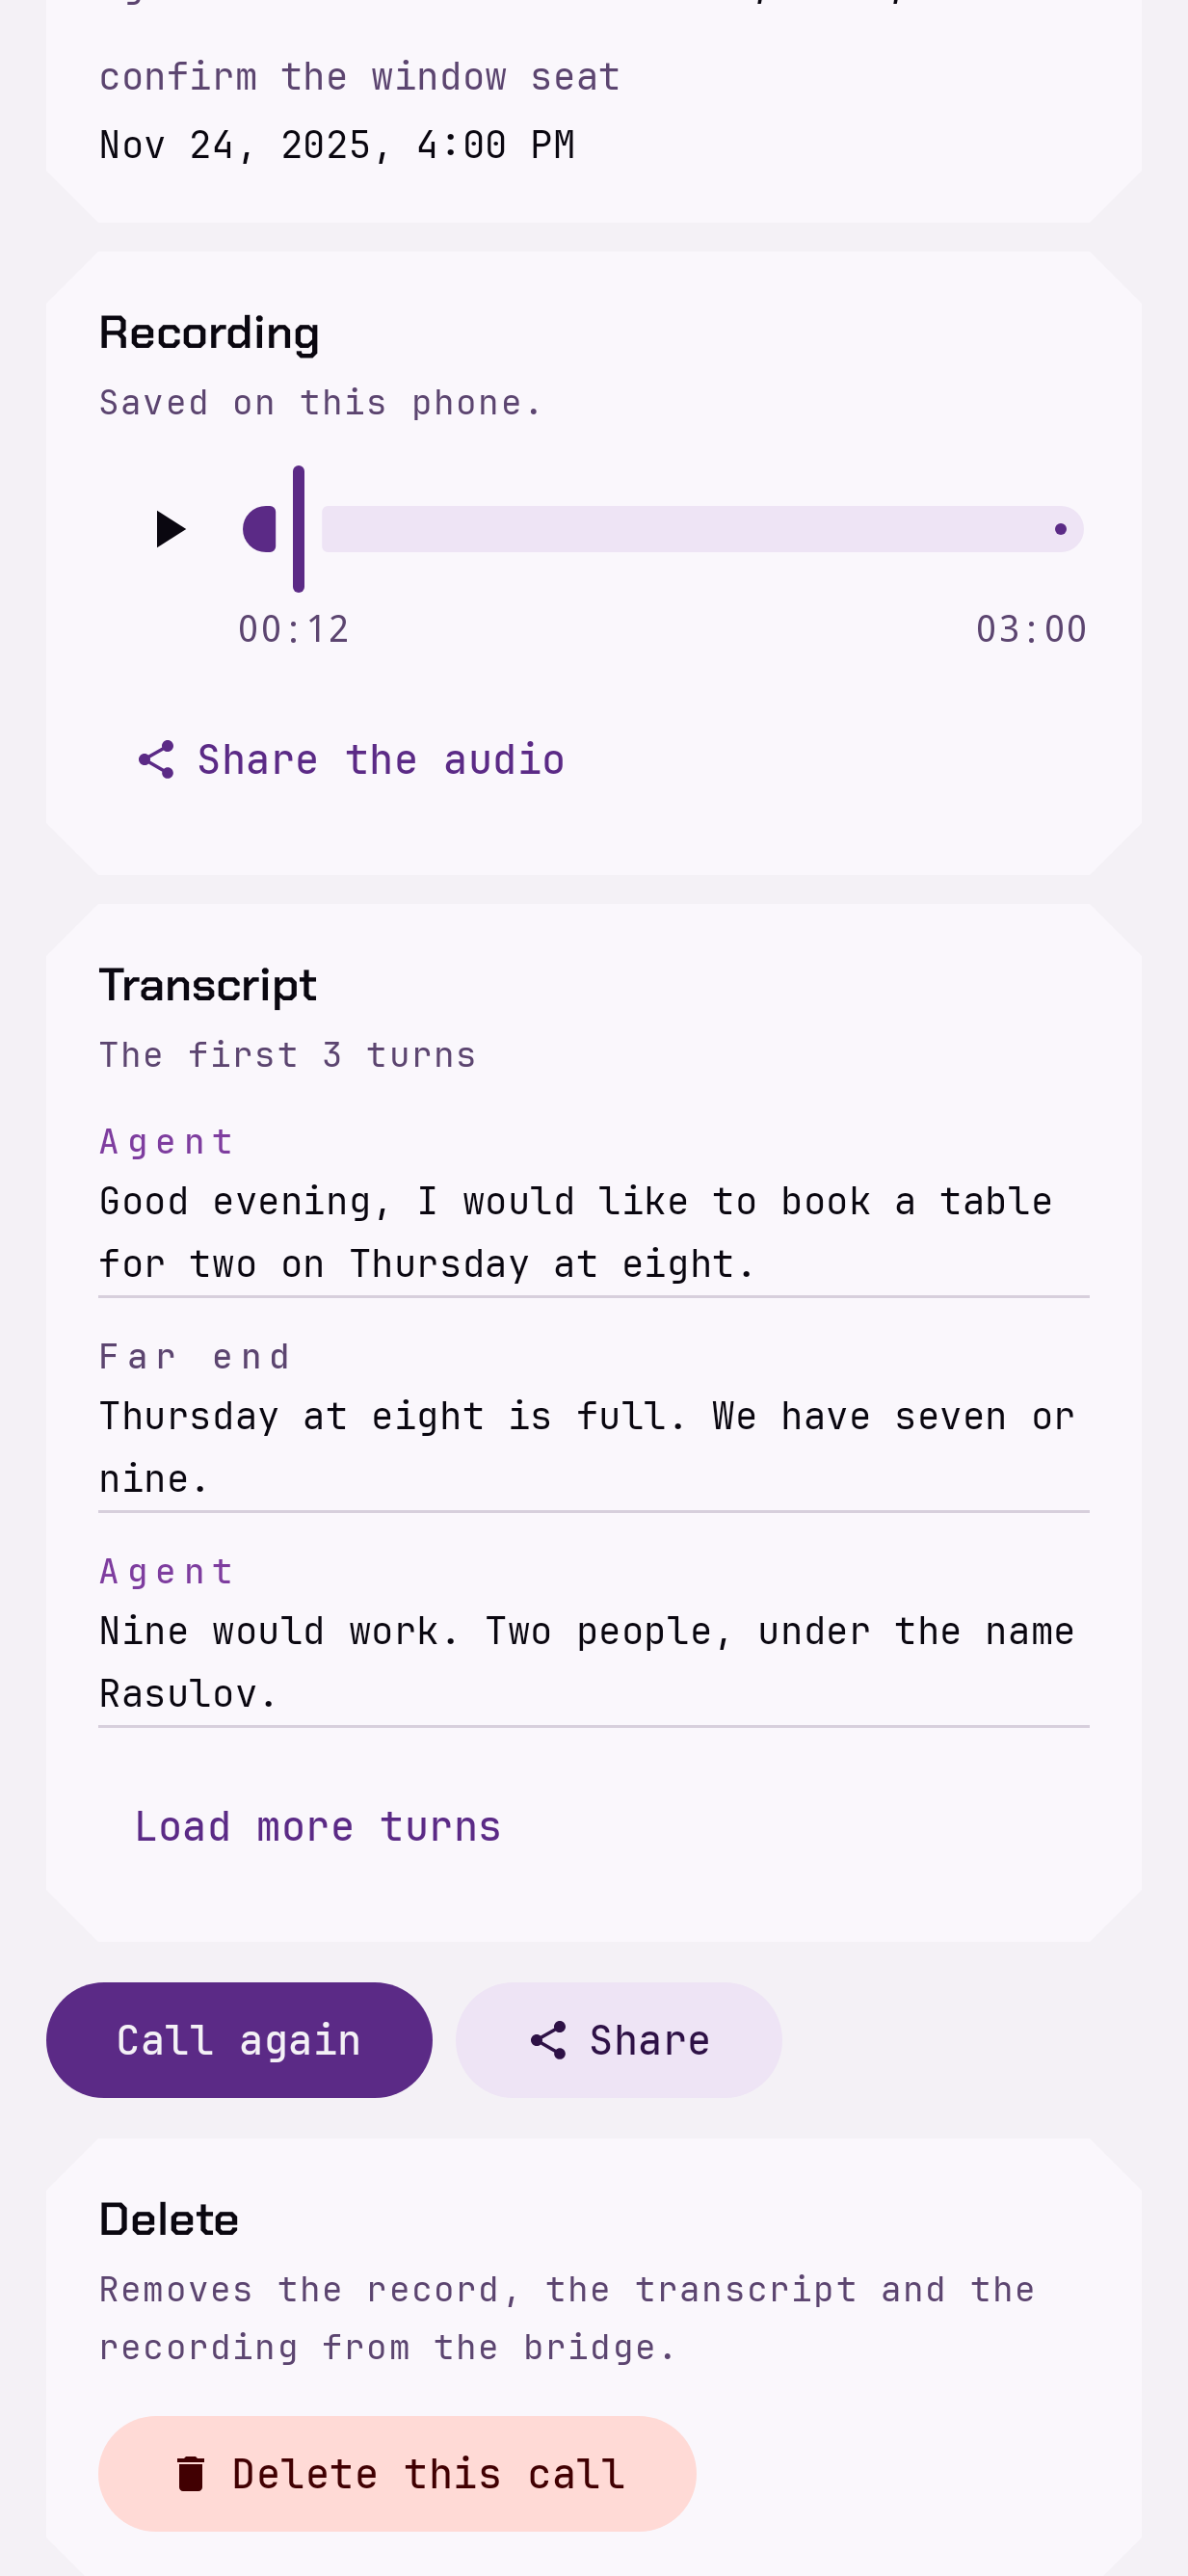 confirm the window seat
Nov 24, 2025, 4:00 PM
Recording
Saved on this phone.
00:12
03:00
Share the audio
Transcript
The first 3 turns
Agent
Good evening, I would like to book a table
for two on Thursday at eight.
Far end
Thursday at eight is full. We have seven or
nine.
Agent
Nine would work. Two people, under the name
Rasulov.
Load more turns
Call again
Share
Delete
Removes the record, the transcript and the
recording from the bridge.
Delete this call